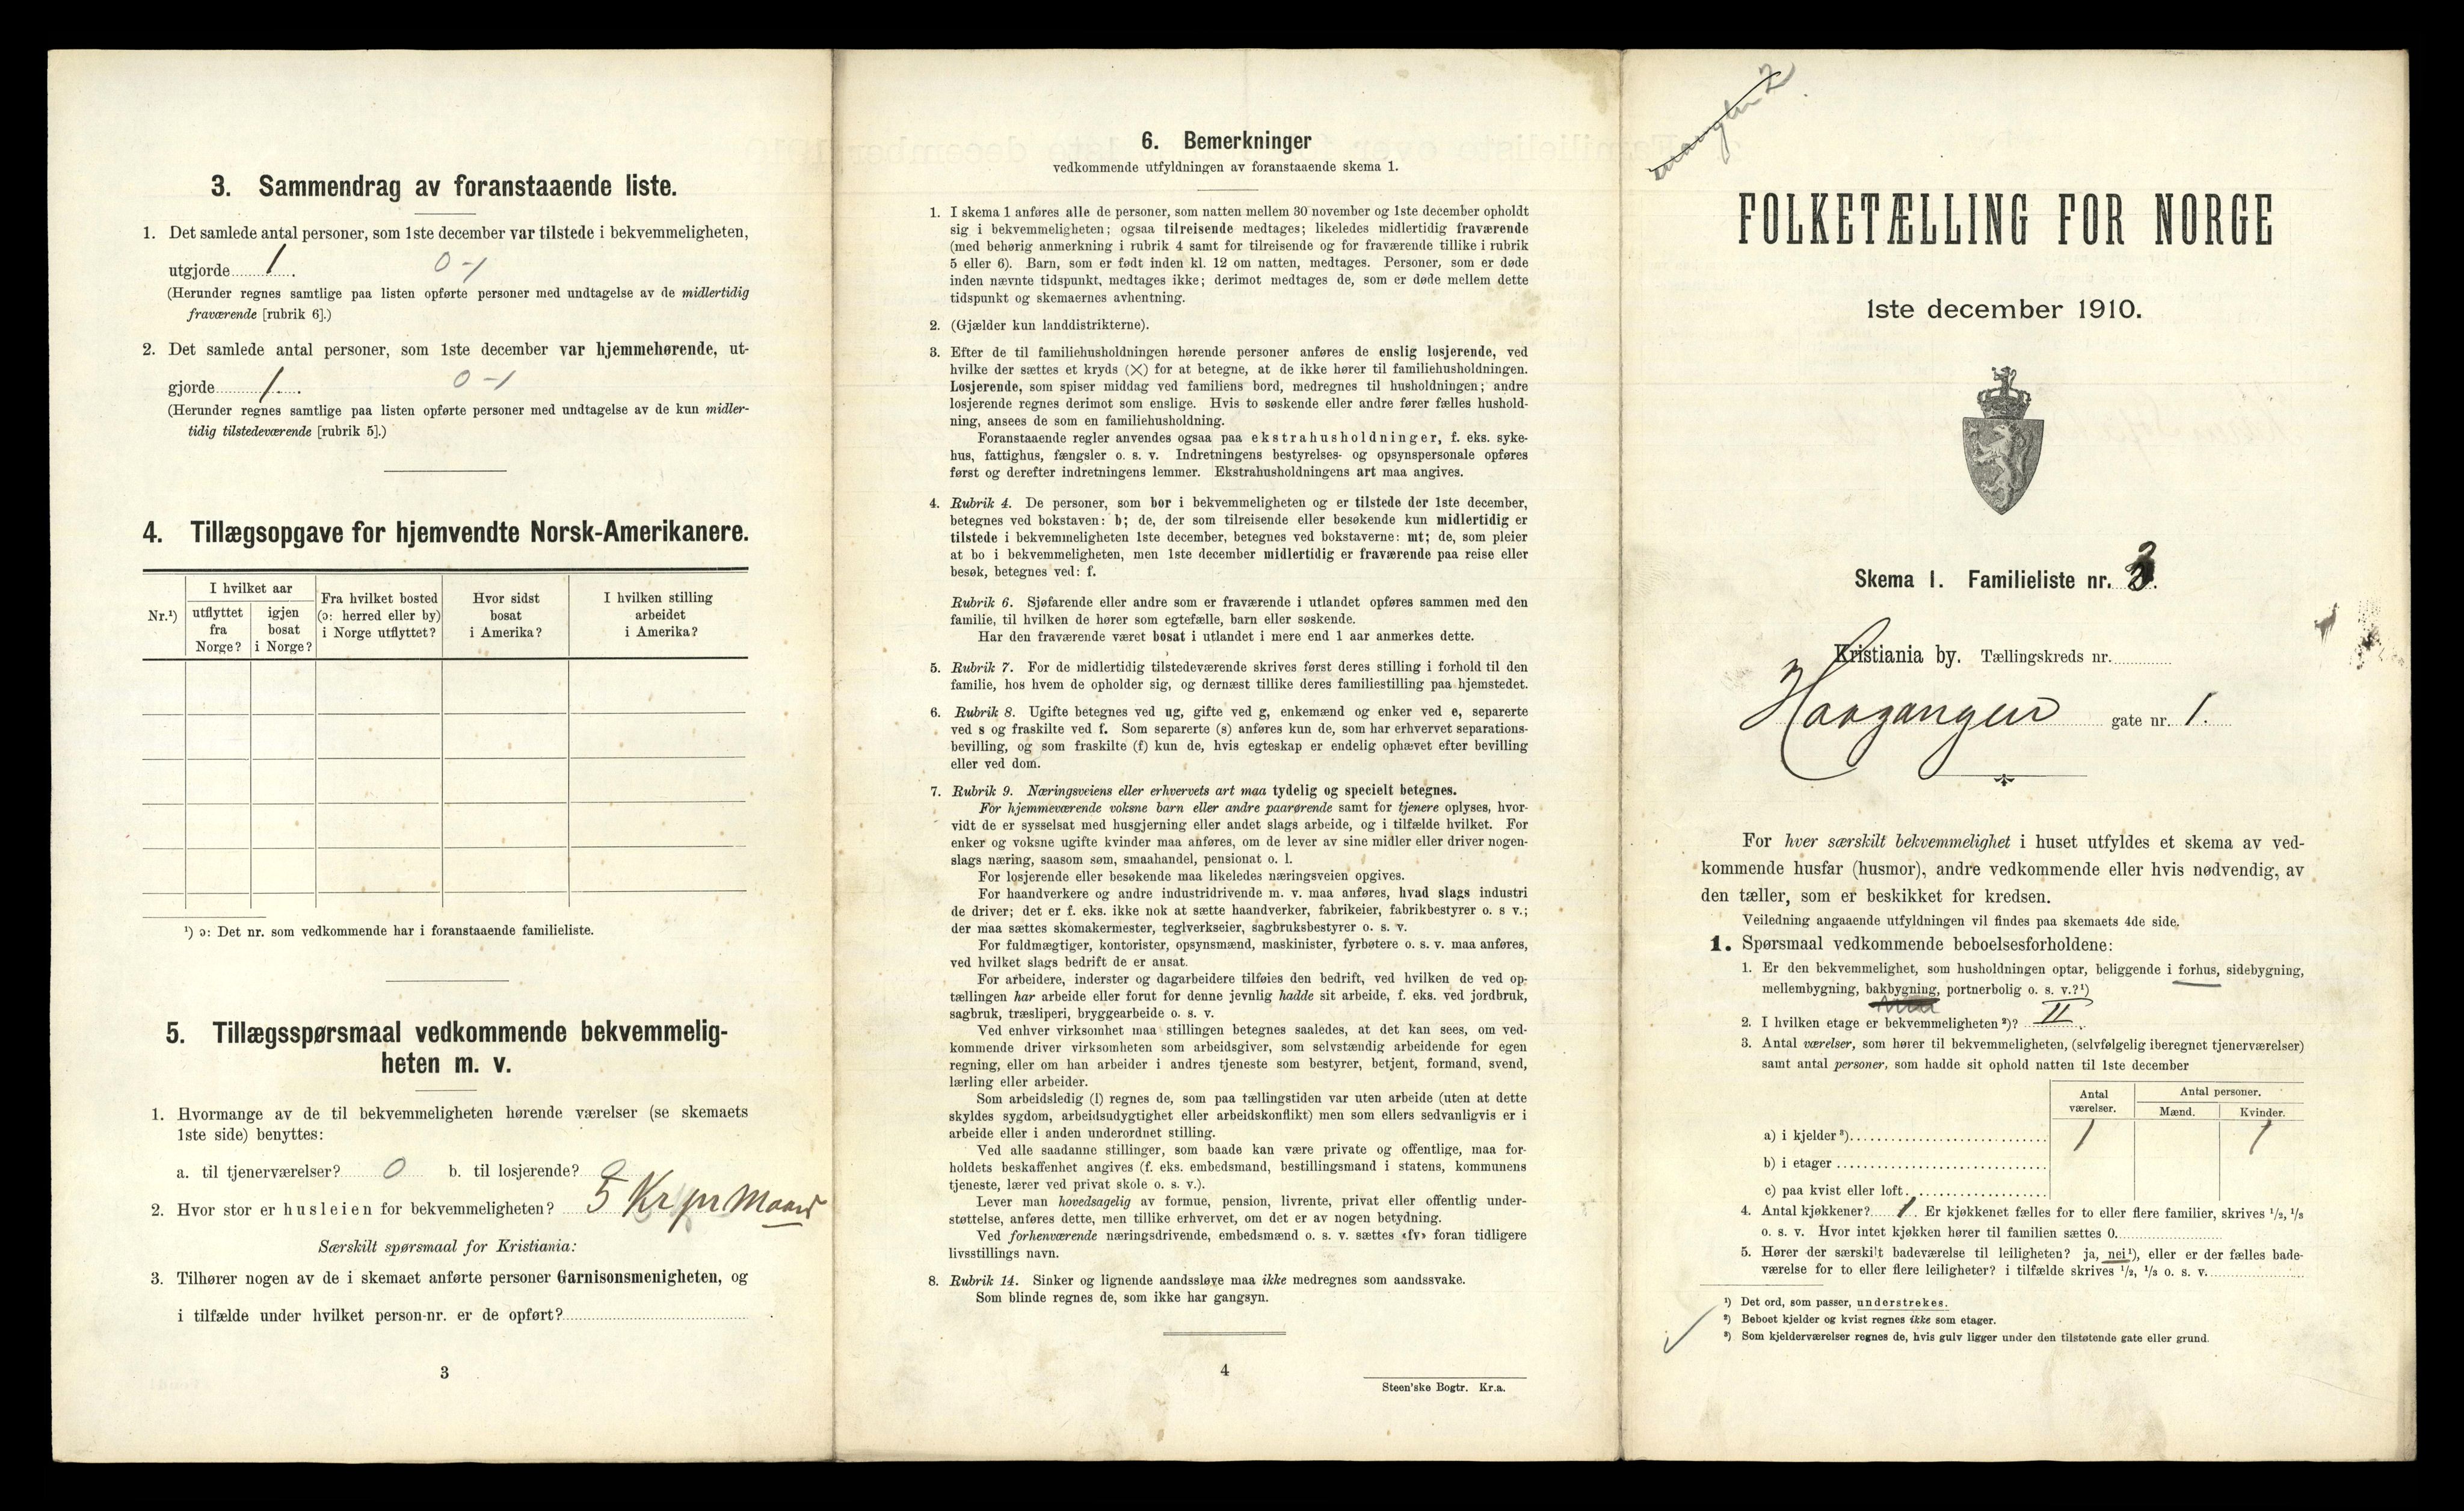 3. Sammendrag av foranstaaende liste.
1. Det samlede antal personer, som 1ste december var tilstede i bekvemmeligheten,
utgjorde 1. 0-1
(Herunder regnes samtlige paa listen opførte personer med undtagelse av de midlertidig
fraværende [rubrik 6].)
2. Det samlede antal personer, som 1ste december var hjemmehørende, ut-
gjorde 1. 0-1
(Herunder regnes samtlige paa listen opførte personer med undtagelse av de kun midler-
tidig tilstedeværende [rubrik 5].)
4. Tillægsopgave for hjemvendte Norsk-Amerikanere.
Nr.¹)
I hvilket aar
utflyttet
fra
Norge?
igjen
bosat
i Norge?
Fra hvilket bosted
(ɔ: herred eller by)
i Norge utflyttet?
Hvor sidst
bosat
i Amerika?
I hvilken stilling
arbeidet
i Amerika?
¹) ɔ: Det nr. som vedkommende har i foranstaaende familieliste.
5. Tillægsspørsmaal vedkommende bekvemmelig-
heten m. v.
1. Hvormange av de til bekvemmeligheten hørende værelser (se skemaets
1ste side) benyttes:
a. til tjenerværelser? 0 b. til losjerende? 0
2. Hvor stor er husleien for bekvemmeligheten? 5 Kr pr Maaned
Særskilt spørsmaal for Kristiania:
3. Tilhører nogen av de i skemaet anførte personer Garnisonsmenigheten, og
i tilfælde under hvilket person-nr. er de opført?
3
6. Bemerkninger
vedkommende utfyldningen av foranstaaende skema 1.
1. I skema 1 anføres alle de personer, som natten mellem 30 november og 1ste december opholdt
sig i bekvemmeligheten; ogsaa tilreisende medtages; likeledes midlertidig fraværende
(med behørig anmerkning i rubrik 4 samt for tilreisende og for fraværende tillike i rubrik
5 eller 6). Barn, som er født inden kl. 12 om natten, medtages. Personer, som er døde
inden nævnte tidspunkt, medtages ikke; derimot medtages de, som er døde mellem dette
tidspunkt og skemaernes avhentning.
2. (Gjælder kun landdistrikterne).
3. Efter de til familiehusholdningen hørende personer anføres de enslig losjerende, ved
hvilke der sættes et kryds (×) for at betegne, at de ikke hører til familiehusholdningen.
Losjerende, som spiser middag ved familiens bord, medregnes til husholdningen; andre
losjerende regnes derimot som enslige. Hvis to søskende eller andre fører fælles hushold-
ning, ansees de som en familiehusholdning.
Foranstaaende regler anvendes ogsaa paa ekstrahusholdninger, f. eks. syke-
hus, fattighus, fængsler o. s. v. Indretningens bestyrelses- og opsynspersonale opføres
først og derefter indretningens lemmer. Ekstrahusholdningens art maa angives.
4. Rubrik 4. De personer, som bor i bekvemmeligheten og er tilstede der 1ste december,
betegnes ved bokstaven: b; de, der som tilreisende eller besøkende kun midlertidig er
tilstede i bekvemmeligheten 1ste december, betegnes ved bokstaverne: mt; de, som pleier
at bo i bekvemmeligheten, men 1ste december midlertidig er fraværende paa reise eller
besøk, betegnes ved: f.
Rubrik 6. Sjøfarende eller andre som er fraværende i utlandet opføres sammen med den
familie, til hvilken de hører som egtefælle, barn eller søskende.
Har den fraværende været bosat i utlandet i mere end 1 aar anmerkes dette.
5. Rubrik 7. For de midlertidig tilstedeværende skrives først deres stilling i forhold til den
familie, hos hvem de opholder sig, og dernæst tillike deres familiestilling paa hjemstedet.
6. Rubrik 8. Ugifte betegnes ved ug, gifte ved g, enkemænd og enker ved e, separerte
ved s og fraskilte ved f. Som separerte (s) anføres kun de, som har erhvervet separations-
bevilling, og som fraskilte (f) kun de, hvis egteskap er endelig ophævet efter bevilling
eller ved dom.
7. Rubrik 9. Næringsveiens eller erhvervets art maa tydelig og specielt betegnes.
For hjemmeværende voksne barn eller andre paarørende samt for tjenere oplyses, hvor-
vidt de er sysselsat med husgjerning eller andet slags arbeide, og i tilfælde hvilket. For
enker og voksne ugifte kvinder maa anføres, om de lever av sine midler eller driver nogen-
slags næring, saasom søm, smaahandel, pensionat o. l.
For losjerende eller besøkende maa likeledes næringsveien opgives.
For haandverkere og andre industridrivende m. v. maa anføres, hvad slags industri
de driver; det er f. eks. ikke nok at sætte haandverker, fabrikeier, fabrikbestyrer o. s v.;
der maa sættes skomakermester, teglverkseier, sagbruksbestyrer o. s. v.
For fuldmægtiger, kontorister, opsynsmænd, maskinister, fyrbøtere o. s. v. maa anføres,
ved hvilket slags bedrift de er ansat.
For arbeidere, inderster og dagarbeidere tilføies den bedrift, ved hvilken de ved op-
tællingen har arbeide eller forut for denne jevnlig hadde sit arbeide, f. eks. ved jordbruk,
sagbruk, træsliperi, bryggearbeide o. s. v.
Ved enhver virksomhet maa stillingen betegnes saaledes, at det kan sees, om ved-
kommende driver virksomheten som arbeidsgiver, som selvstændig arbeidende for egen
regning, eller om han arbeider i andres tjeneste som bestyrer, betjent, formand, svend,
lærling eller arbeider.
Som arbeidsledig (l) regnes de, som paa tællingstiden var uten arbeide (uten at dette
skyldes sygdom, arbeidsudygtighet eller arbeidskonflikt) men som ellers sedvanligvis er i
arbeide eller i anden underordnet stilling.
Ved alle saadanne stillinger, som baade kan være private og offentlige, maa for-
holdets beskaffenhet angives (f. eks. embedsmand, bestillingsmand i statens, kommunens
tjeneste, lærer ved privat skole o. s. v.).
Lever man hovedsagelig av formue, pension, livrente, privat eller offentlig under-
støttelse, anføres dette, men tillike erhvervet, om det er av nogen betydning.
Ved forhenværende næringsdrivende, embedsmænd o. s. v. sættes «fv» foran tidligere
livsstillings navn.
8. Rubrik 14. Sinker og lignende aandssløve maa ikke medregnes som aandssvake.
Som blinde regnes de, som ikke har gangsyn.
4
Steen'ske Bogtr. Kr.a.
mangler 2
FOLKETÆLLING FOR NORGE
1ste december 1910.
Skema 1. Familieliste nr. 3.
Kristiania by. Tællingskreds nr.
Havgangen gate nr. 1.
For hver særskilt bekvemmelighet i huset utfyldes et skema av ved-
kommende husfar (husmor), andre vedkommende eller hvis nødvendig, av
den tæller, som er beskikket for kredsen.
Veiledning angaaende utfyldningen vil findes paa skemaets 4de side.
1. Spørsmaal vedkommende beboelsesforholdene:
1. Er den bekvemmelighet, som husholdningen optar, beliggende i forhus, sidebygning,
mellembygning, bakbygning, portnerbolig o. s. v.?¹)
2. I hvilken etage er bekvemmeligheten²)? II.
3. Antal værelser, som hører til bekvemmeligheten, (selvfølgelig iberegnet tjenerværelser)
samt antal personer, som hadde sit ophold natten til 1ste december
Antal
værelser.
Antal personer.
Mænd. Kvinder.
a) i kjelder³) 1 1
b) i etager
c) paa kvist eller loft
4. Antal kjøkkener? 1. Er kjøkkenet fælles for to eller flere familier, skrives ¹/₂, ¹/₃
o. s. v. Hvor intet kjøkken hører til familien sættes 0.
5. Hører der særskilt badeværelse til leiligheten? ja, nei¹), eller er der fælles bade-
værelse for to eller flere leiligheter? i tilfælde skrives ¹/₂, ¹/₃ o. s. v.
¹) Det ord, som passer, understrekes.
²) Beboet kjelder og kvist regnes ikke som etager.
³) Som kjelderværelser regnes de, hvis gulv ligger under den tilstøtende gate eller grund.